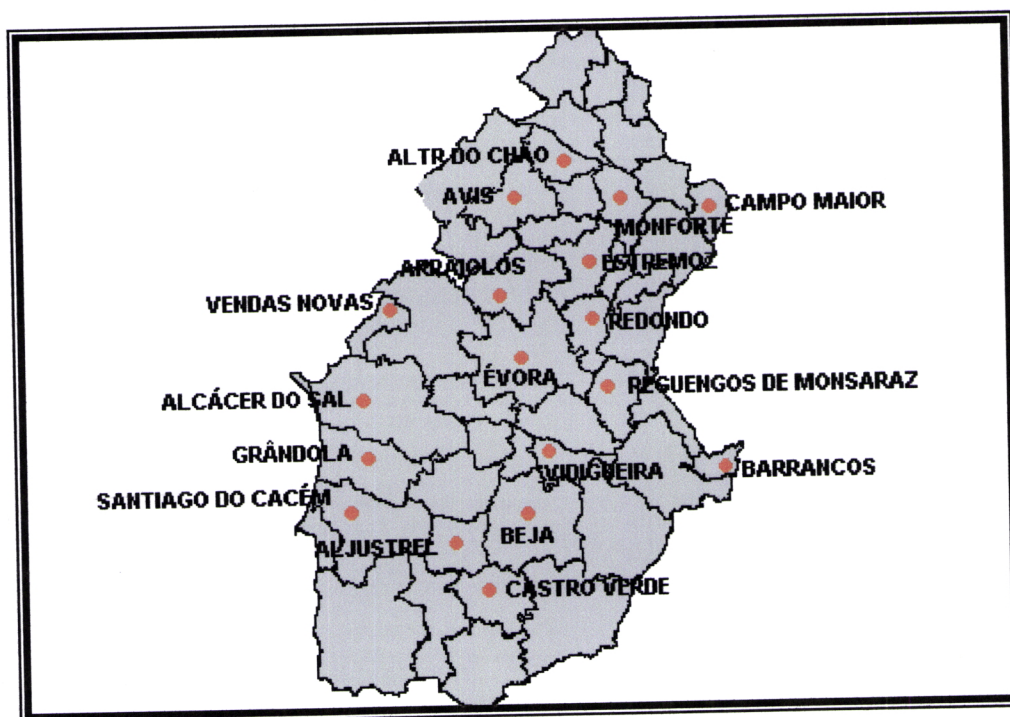 ALTR DO CHÃO
AVIS
CAMPO MAIOR
MONFORTE
ESTREMOZ
ARRAIOLOS
VENDAS NOVAS
REDONDO
ÉVORA
REGUENGOS DE MONSARAZ
ALCÁCER DO SAL
GRÂNDOLA
VIDIGUEIRA
BARRANCOS
SANTIAGO DO CACÉM
BEJA
ALJUSTREL
CASTRO VERDE